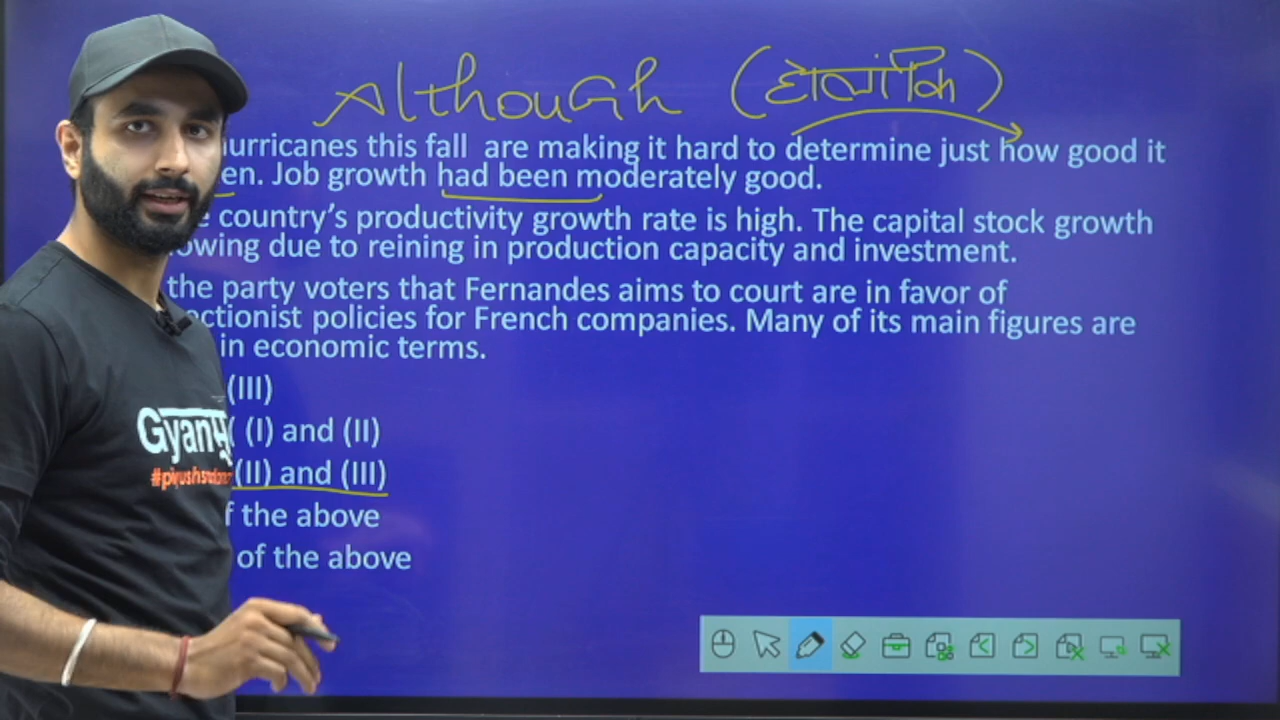 Although (हालांकि)
hurricanes this fall are making it hard to determine just how good it
en. Job growth had been moderately good.
e country's productivity growth rate is high. The capital stock growth
lowing due to reining in production capacity and investment.
the party voters that Fernandes aims to court are in favor of
ectionist policies for French companies. Many of its main figures are
in economic terms.
(III)
(I) and (II)
(II) and (III)
f the above
of the above
Gyan